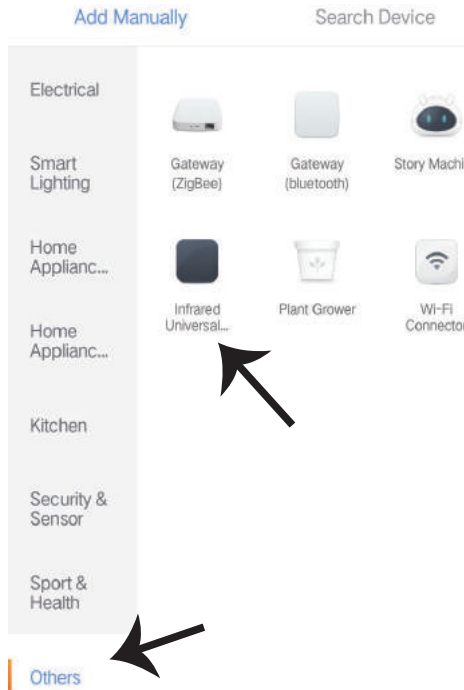 Add Manually
Search Device
Electrical
Smart
Lighting
Home
Applianc...
Home
Applianc...
Kitchen
Security &
Sensor
Sport &
Health
Others
Gateway
(ZigBee)
Gateway
(bluetooth)
Story Machi
Infrared
Universal...
Plant Grower
Wi-Fi
Connector